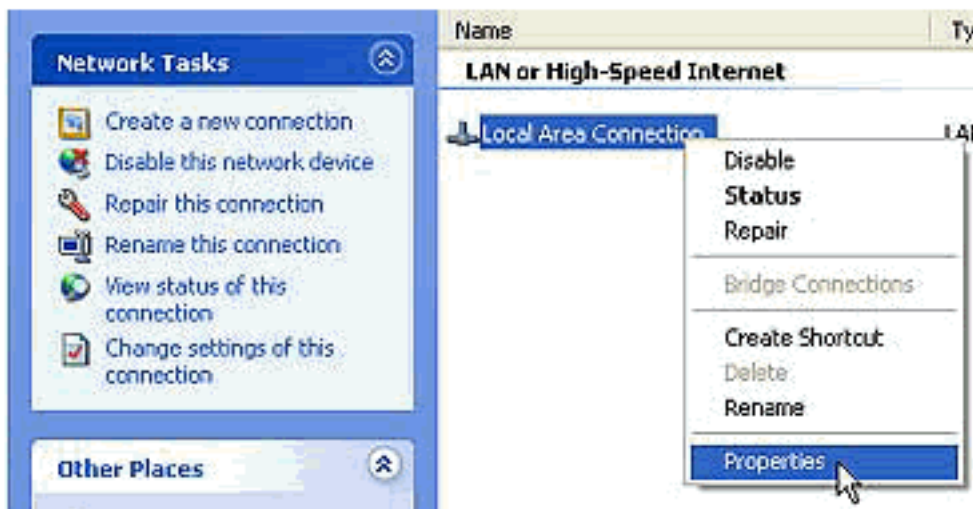 Network Tasks
Create a new connection
Disable this network device
Repair this connection
Rename this connection
View status of this
connection
Change settings of this
connection
Other Places
Name
LAN or High-Speed Internet
Local Area Connection
Disable
Status
Repair
Bridge Connections
Create Shortcut
Delete
Rename
Properties